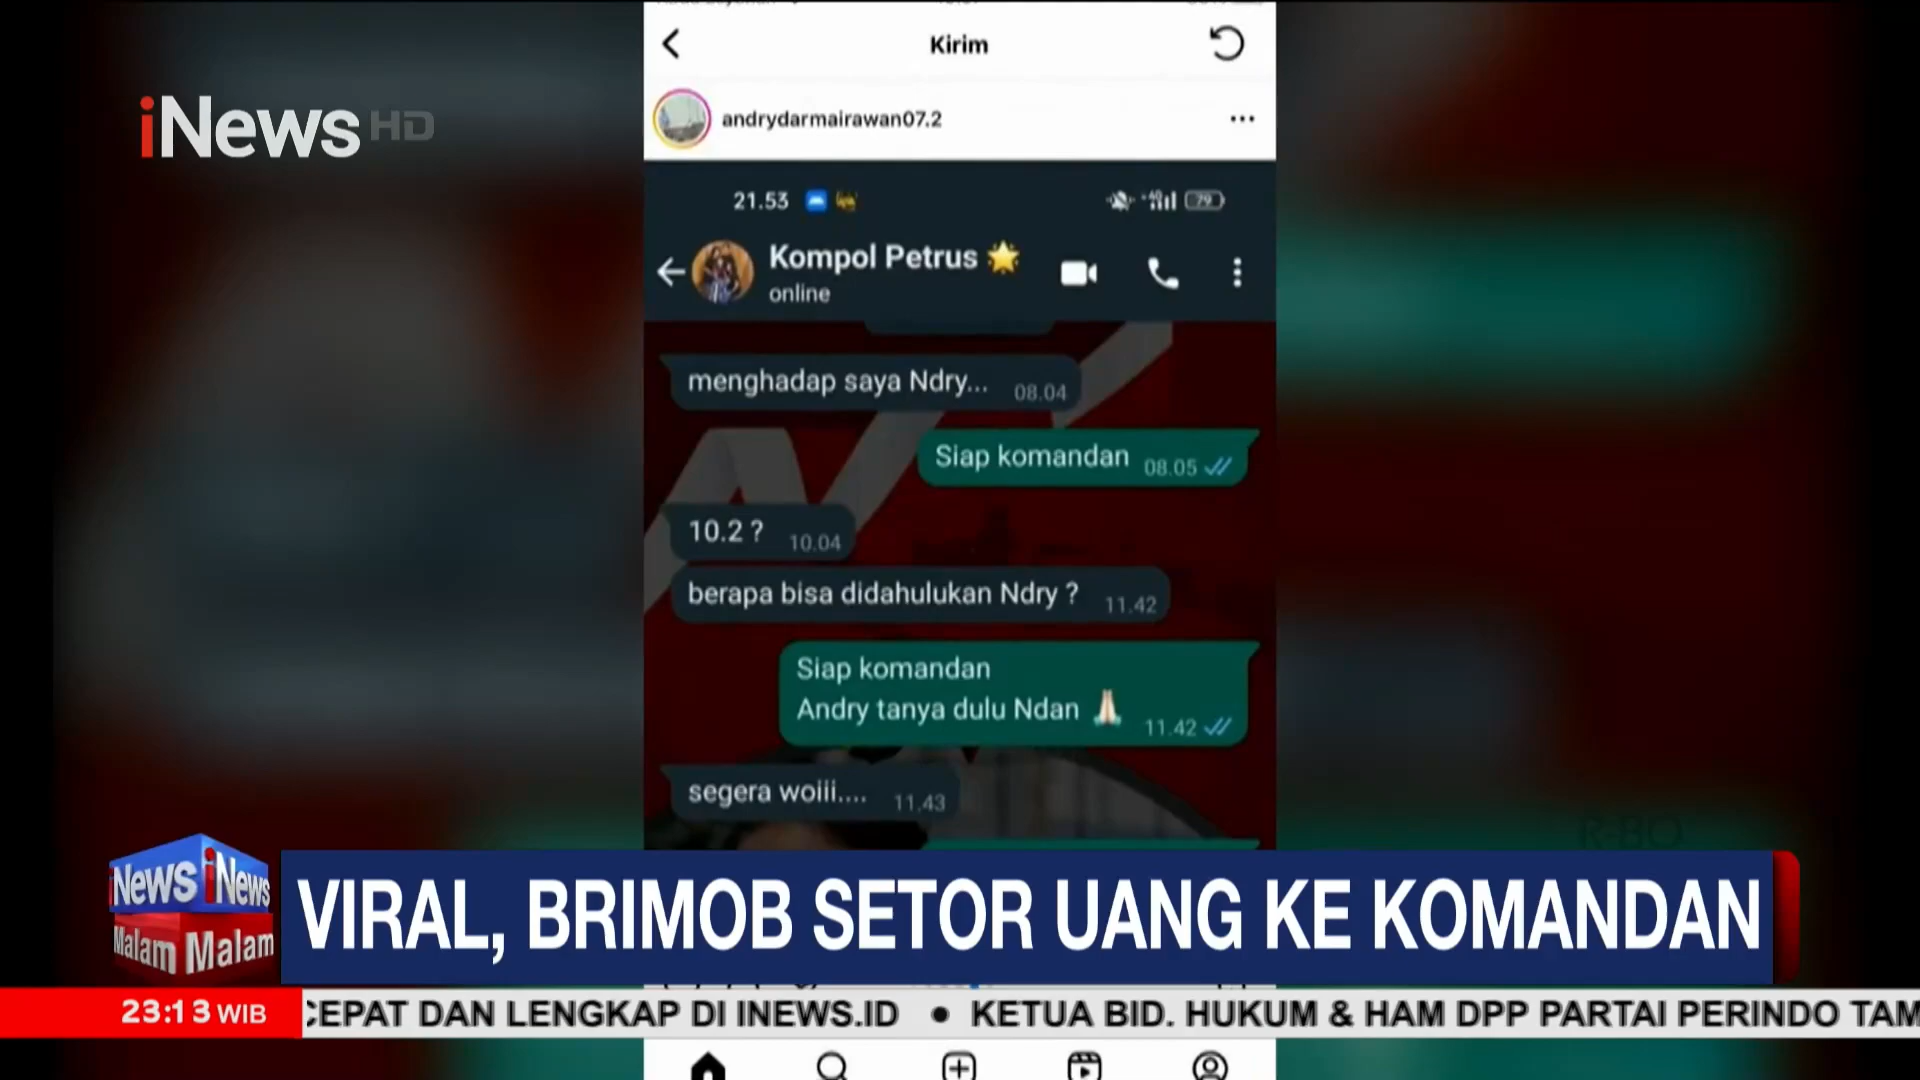 Kirim
iNews HD
andrydarmairawan07.2
21.53
79
Kompol Petrus
online
menghadap saya Ndry... 08.04
Siap komandan 08.05
10.2 ? 10.04
berapa bisa didahulukan Ndry ? 11.42
Siap komandan
Andry tanya dulu Ndan 🙏🏻 11.42
segera woiii.... 11.43
News iNews
Malam Malam
VIRAL, BRIMOB SETOR UANG KE KOMANDAN
23:13 WIB
CEPAT DAN LENGKAP DI INEWS.ID ● KETUA BID. HUKUM & HAM DPP PARTAI PERINDO TAM